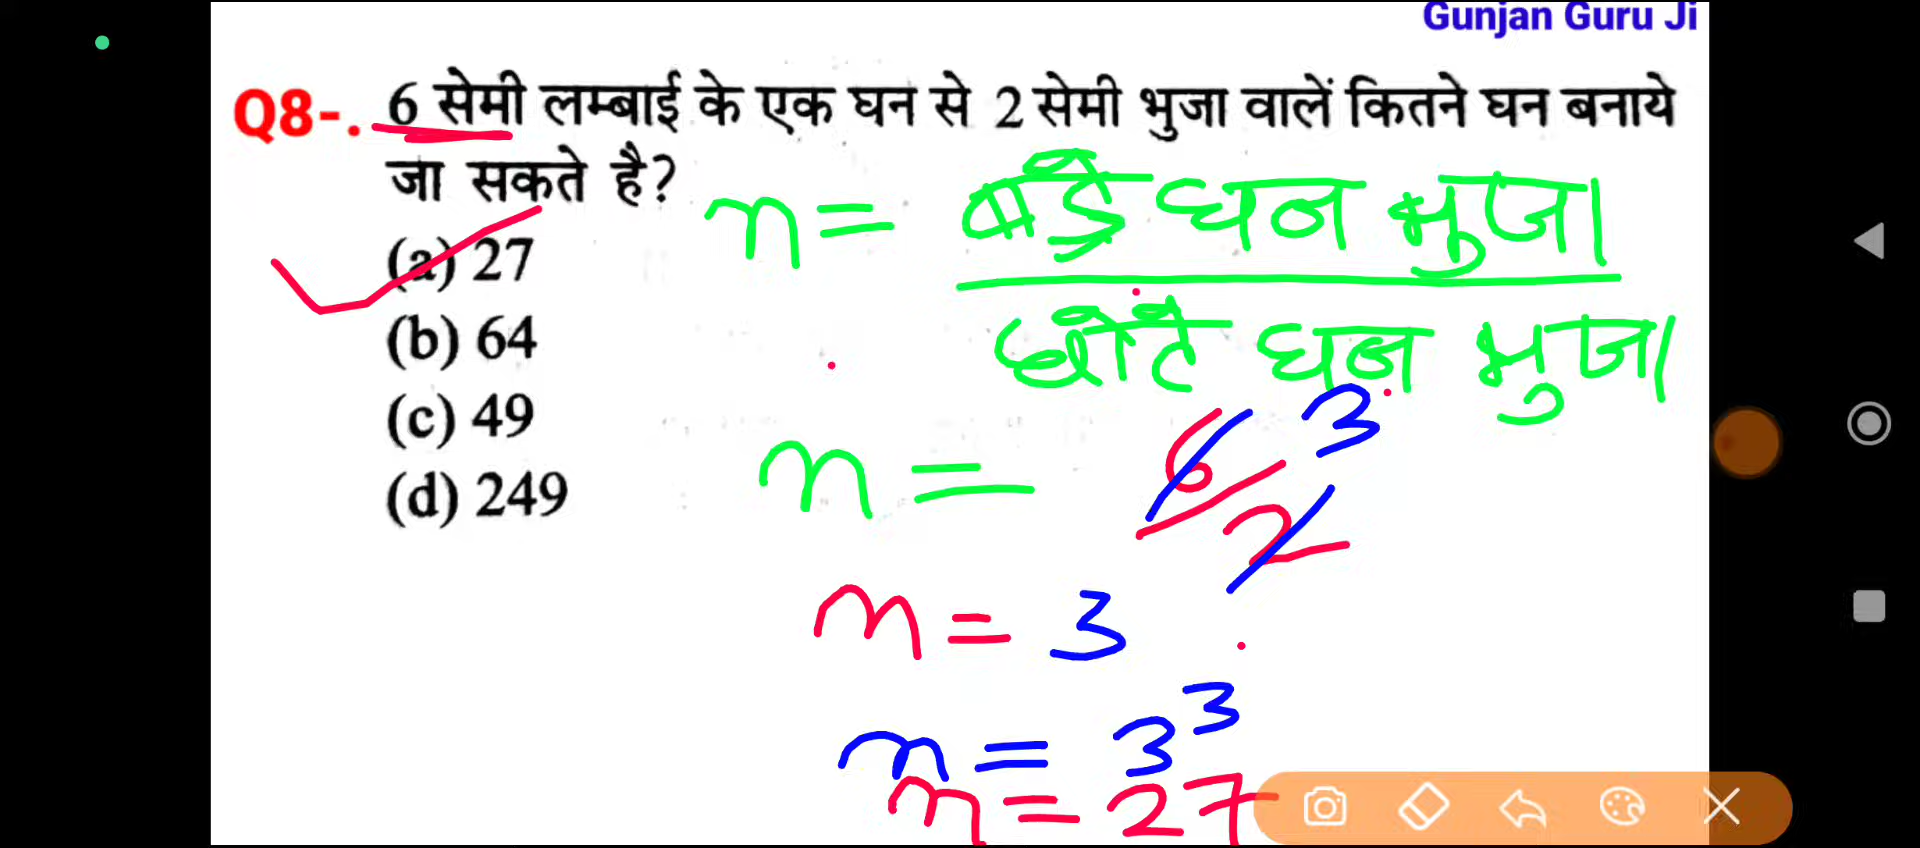 Gunjan Guru Ji
Q8-. 6 सेमी लम्बाई के एक घन से 2 सेमी भुजा वालें कितने घन बनाये
जा सकते है?
(a) 27
(b) 64
(c) 49
(d) 249
n = बड़े घन भुजा
छोटे घन भुजा
n = 6/2 3
n = 3
n = 3³
n = 27